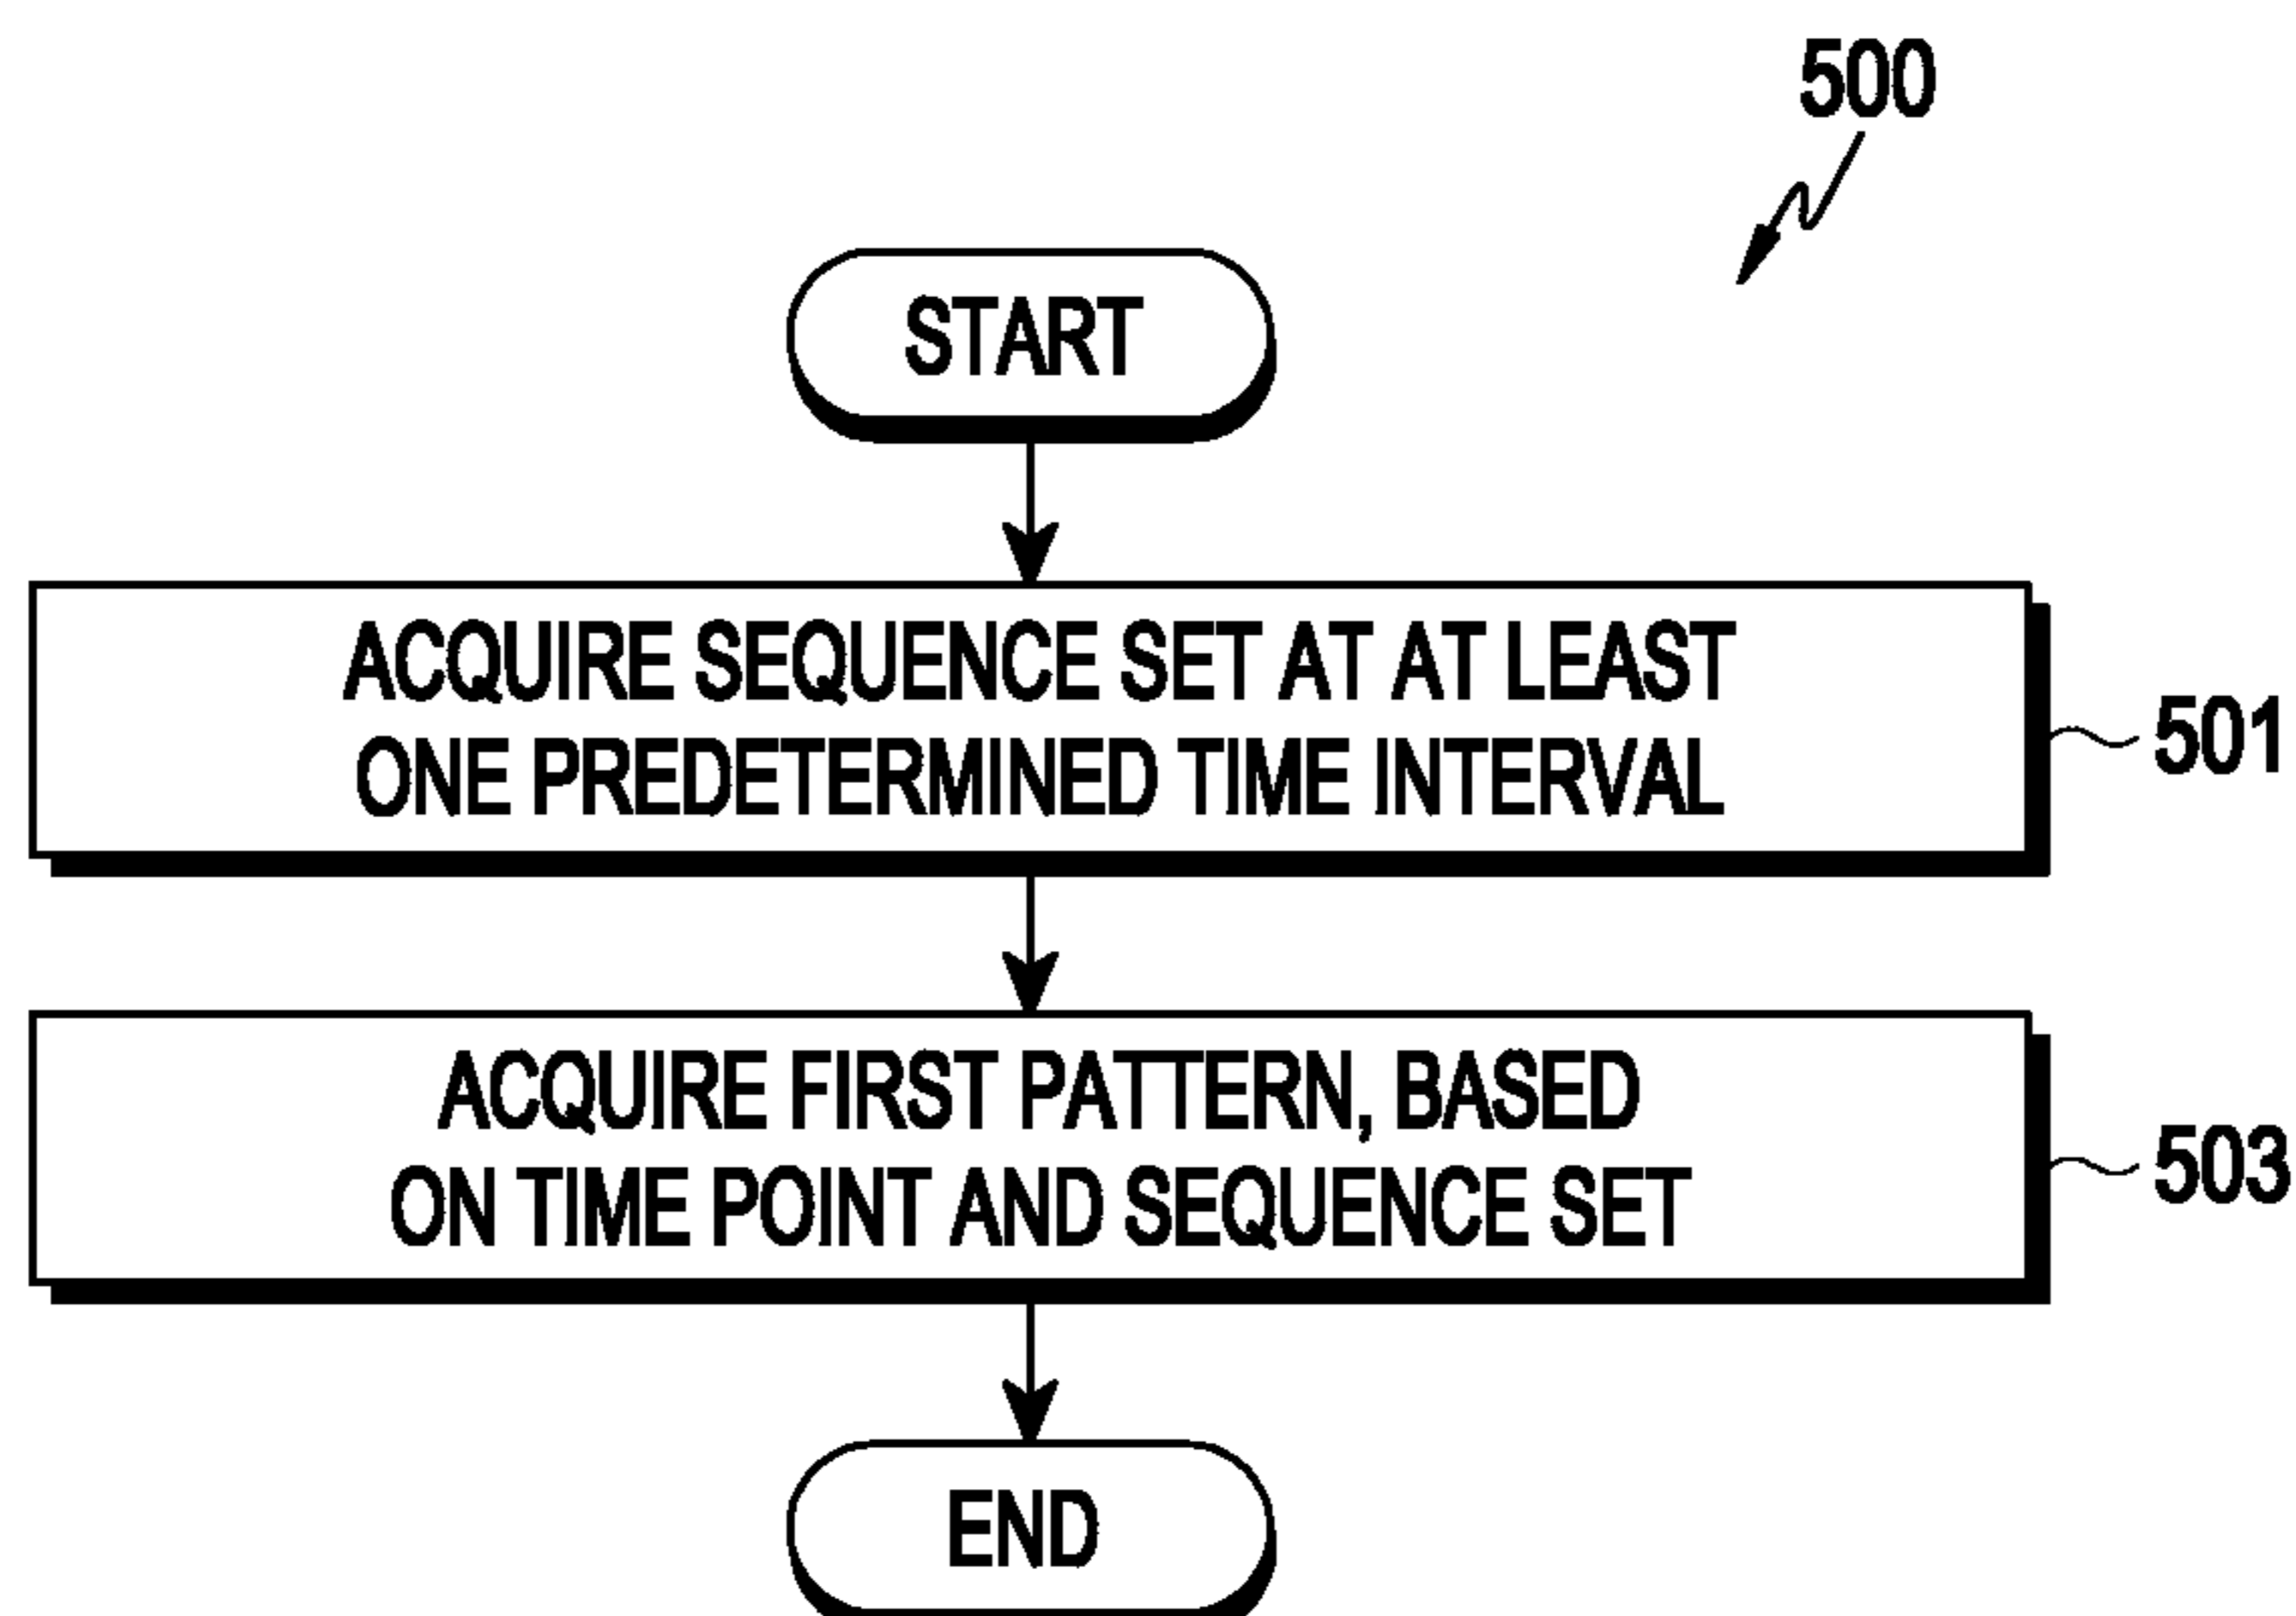 500
START
ACQUIRE SEQUENCE SET AT AT LEAST
ONE PREDETERMINED TIME INTERVAL
501
ACQUIRE FIRST PATTERN, BASED
ON TIME POINT AND SEQUENCE SET
503
END